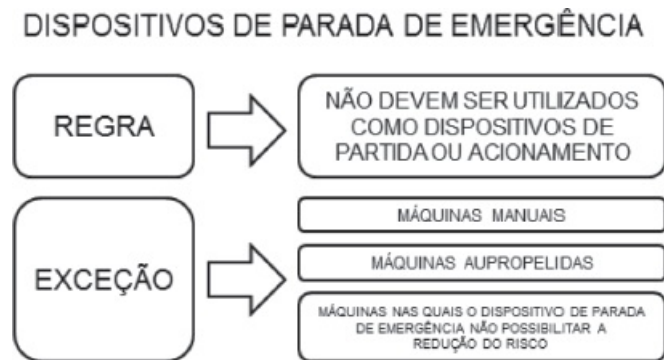 DISPOSITIVOS DE PARADA DE EMERGÊNCIA
REGRA
NÃO DEVEM SER UTILIZADOS
COMO DISPOSITIVOS DE
PARTIDA OU ACIONAMENTO
EXCEÇÃO
MÁQUINAS MANUAIS
MÁQUINAS AUPROPELIDAS
MÁQUINAS NAS QUAIS O DISPOSITIVO DE PARADA
DE EMERGÊNCIA NÃO POSSIBILITAR A
REDUÇÃO DO RISCO